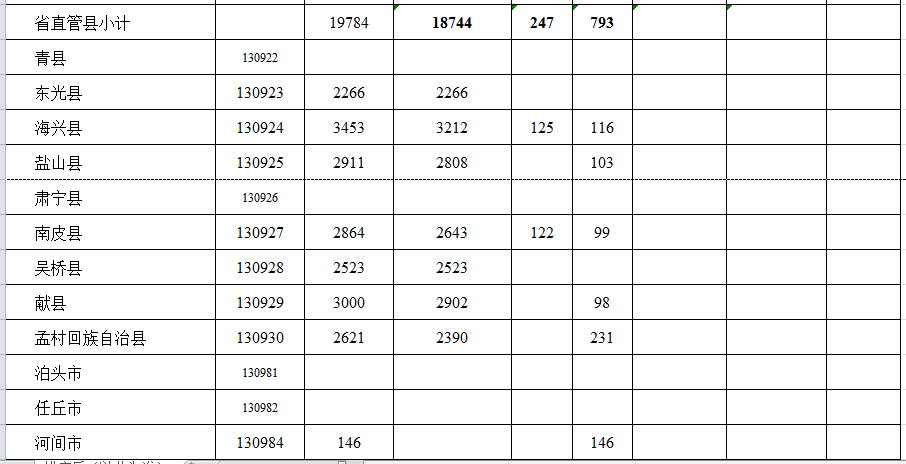 省直管县小计 19784 18744 247 793
青县 130922
东光县 130923 2266 2266
海兴县 130924 3453 3212 125 116
盐山县 130925 2911 2808 103
肃宁县 130926
南皮县 130927 2864 2643 122 99
吴桥县 130928 2523 2523
献县 130929 3000 2902 98
孟村回族自治县 130930 2621 2390 231
泊头市 130981
任丘市 130982
河间市 130984 146 146